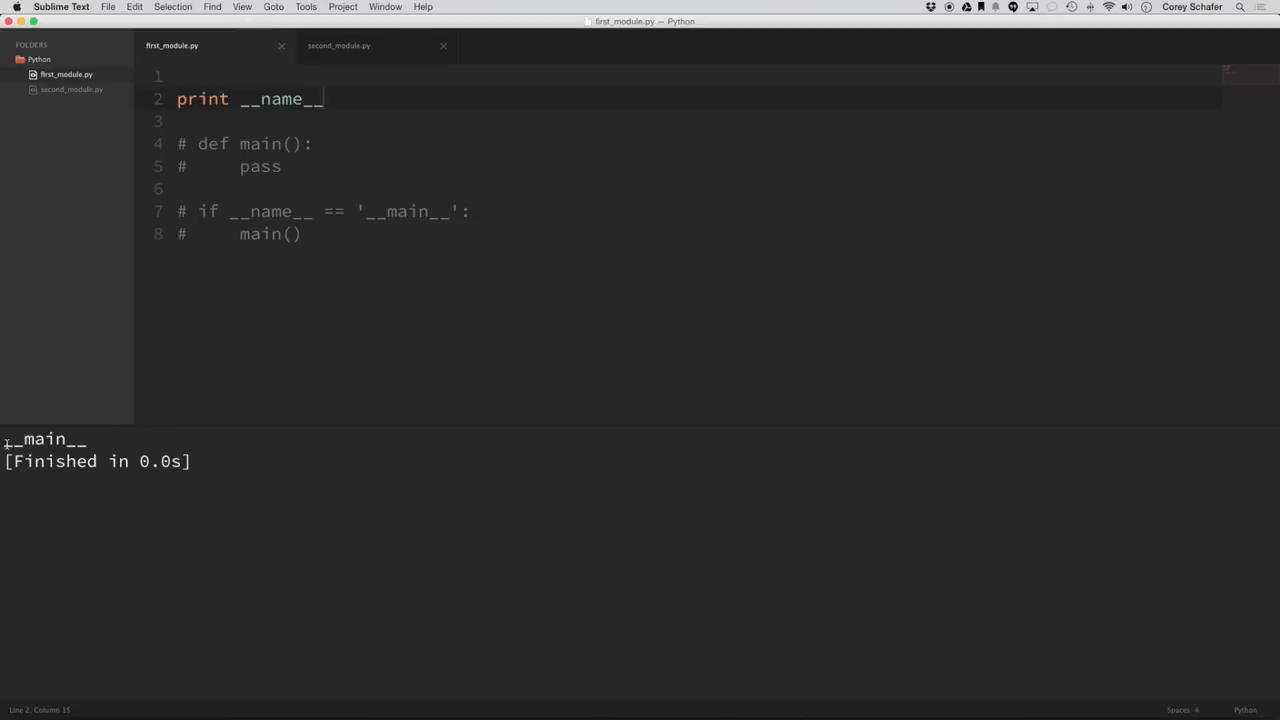 Sublime Text File Edit Selection Find View Goto Tools Project Window Help Corey Schafer
first_module.py — Python
FOLDERS
Python
first_module.py
second_module.py
first_module.py second_module.py
1
2 print __name__
3
4 # def main():
5 #     pass
6
7 # if __name__ == '__main__':
8 #     main()
__main__
[Finished in 0.0s]
Line 2, Column 15 Spaces: 4 Python